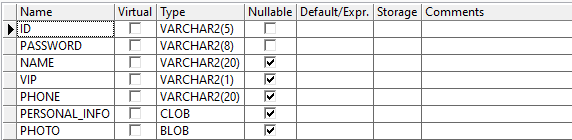 Name Virtual Type Nullable Default/Expr. Storage Comments
ID VARCHAR2(5)
PASSWORD VARCHAR2(8)
NAME VARCHAR2(20)
VIP VARCHAR2(1)
PHONE VARCHAR2(20)
PERSONAL_INFO CLOB
PHOTO BLOB